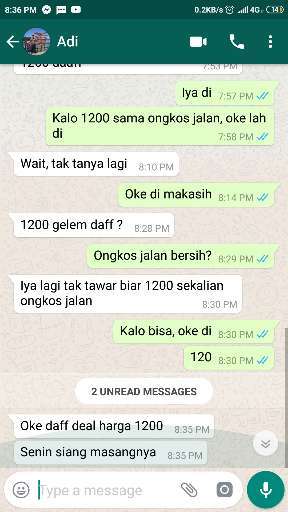 8:36 PM
0.2KB/s
4G
Adi
7:53 PM
Iya di 7:57 PM
Kalo 1200 sama ongkos jalan, oke lah
di
7:58 PM
Wait, tak tanya lagi 8:10 PM
Oke di makasih 8:14 PM
1200 gelem daff ? 8:28 PM
Ongkos jalan bersih? 8:29 PM
Iya lagi tak tawar biar 1200 sekalian
ongkos jalan
8:30 PM
Kalo bisa, oke di 8:30 PM
120 8:30 PM
2 UNREAD MESSAGES
Oke daff deal harga 1200 8:35 PM
Senin siang masangnya 8:35 PM
Type a message